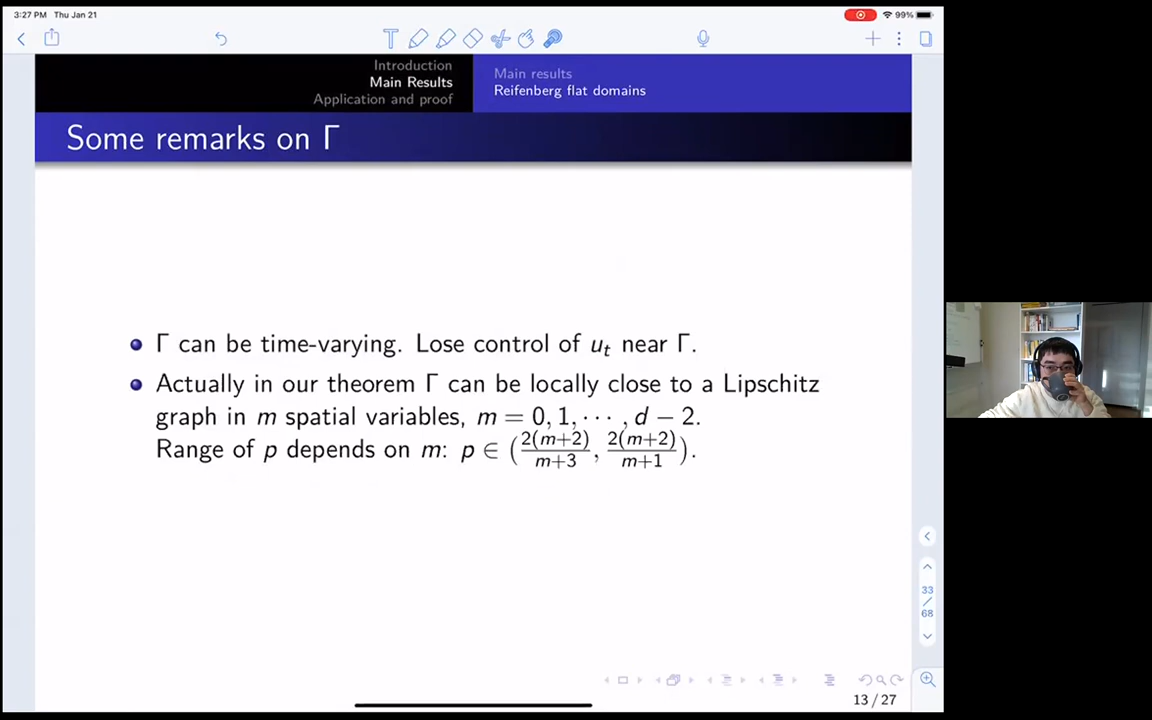 3:27 PM Thu Jan 21
99%
Introduction
Main Results
Application and proof
Main results
Reifenberg flat domains
Some remarks on Γ
Γ can be time-varying. Lose control of u_t near Γ.
Actually in our theorem Γ can be locally close to a Lipschitz
graph in m spatial variables, m = 0, 1, ⋯ , d − 2.
Range of p depends on m: p ∈ (2(m+2)/m+3, 2(m+2)/m+1).
33
/
68
13 / 27